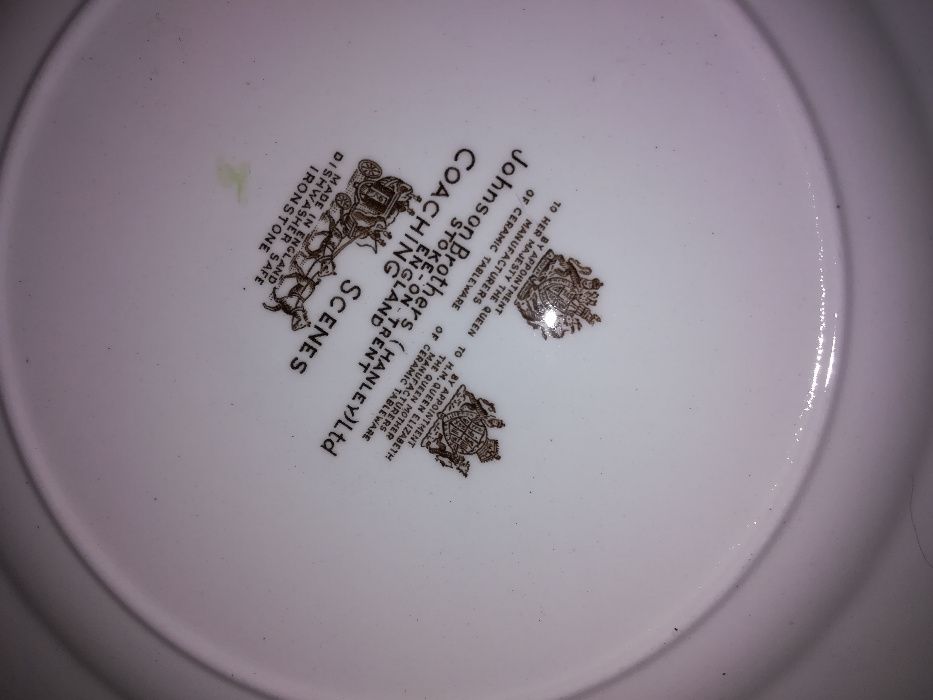 BY APPOINTMENT
TO HER MAJESTY THE QUEEN
MANUFACTURERS
OF CERAMIC TABLEWARE
BY APPOINTMENT
TO H.M. QUEEN ELIZABETH
THE QUEEN MOTHER
MANUFACTURERS
OF CERAMIC TABLEWARE
Johnson Brothers (HANLEY) Ltd
STOKE-ON-TRENT
ENGLAND
COACHING SCENES
MADE IN ENGLAND
DISHWASHER SAFE
IRONSTONE